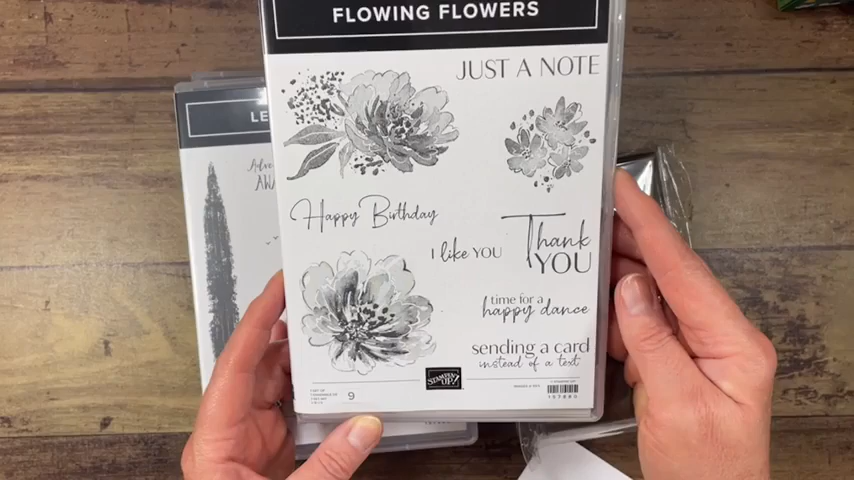 FLOWING FLOWERS
JUST A NOTE
LE
Happy Birthday
I like YOU
Thank
YOU
time for a
happy dance
sending a card
instead of a text
STAMPIN' UP!
9